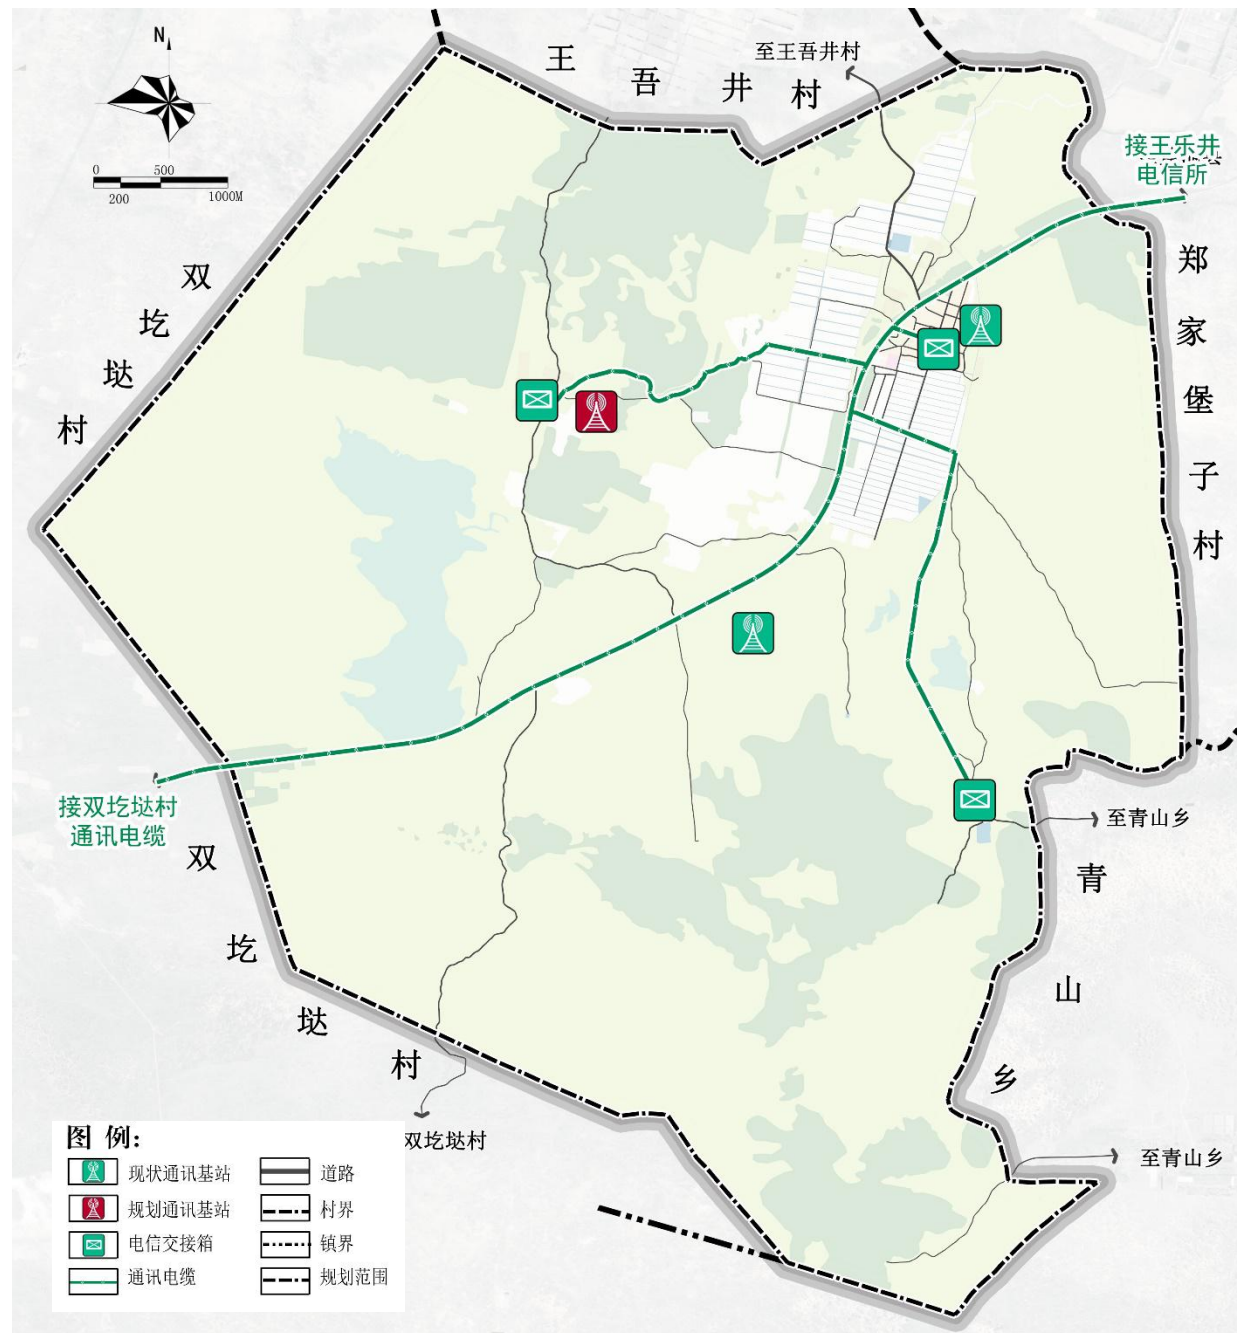 N
0 500
200 1000M
王吾井村
至王吾井村
接王乐井
电信所
双圪垯村
郑家堡子村
接双圪垯村
通讯电缆
双圪垯村
至青山乡
青山乡
至青山乡
双圪垯村
图 例:
现状通讯基站
道路
规划通讯基站
村界
电信交接箱
镇界
通讯电缆
规划范围